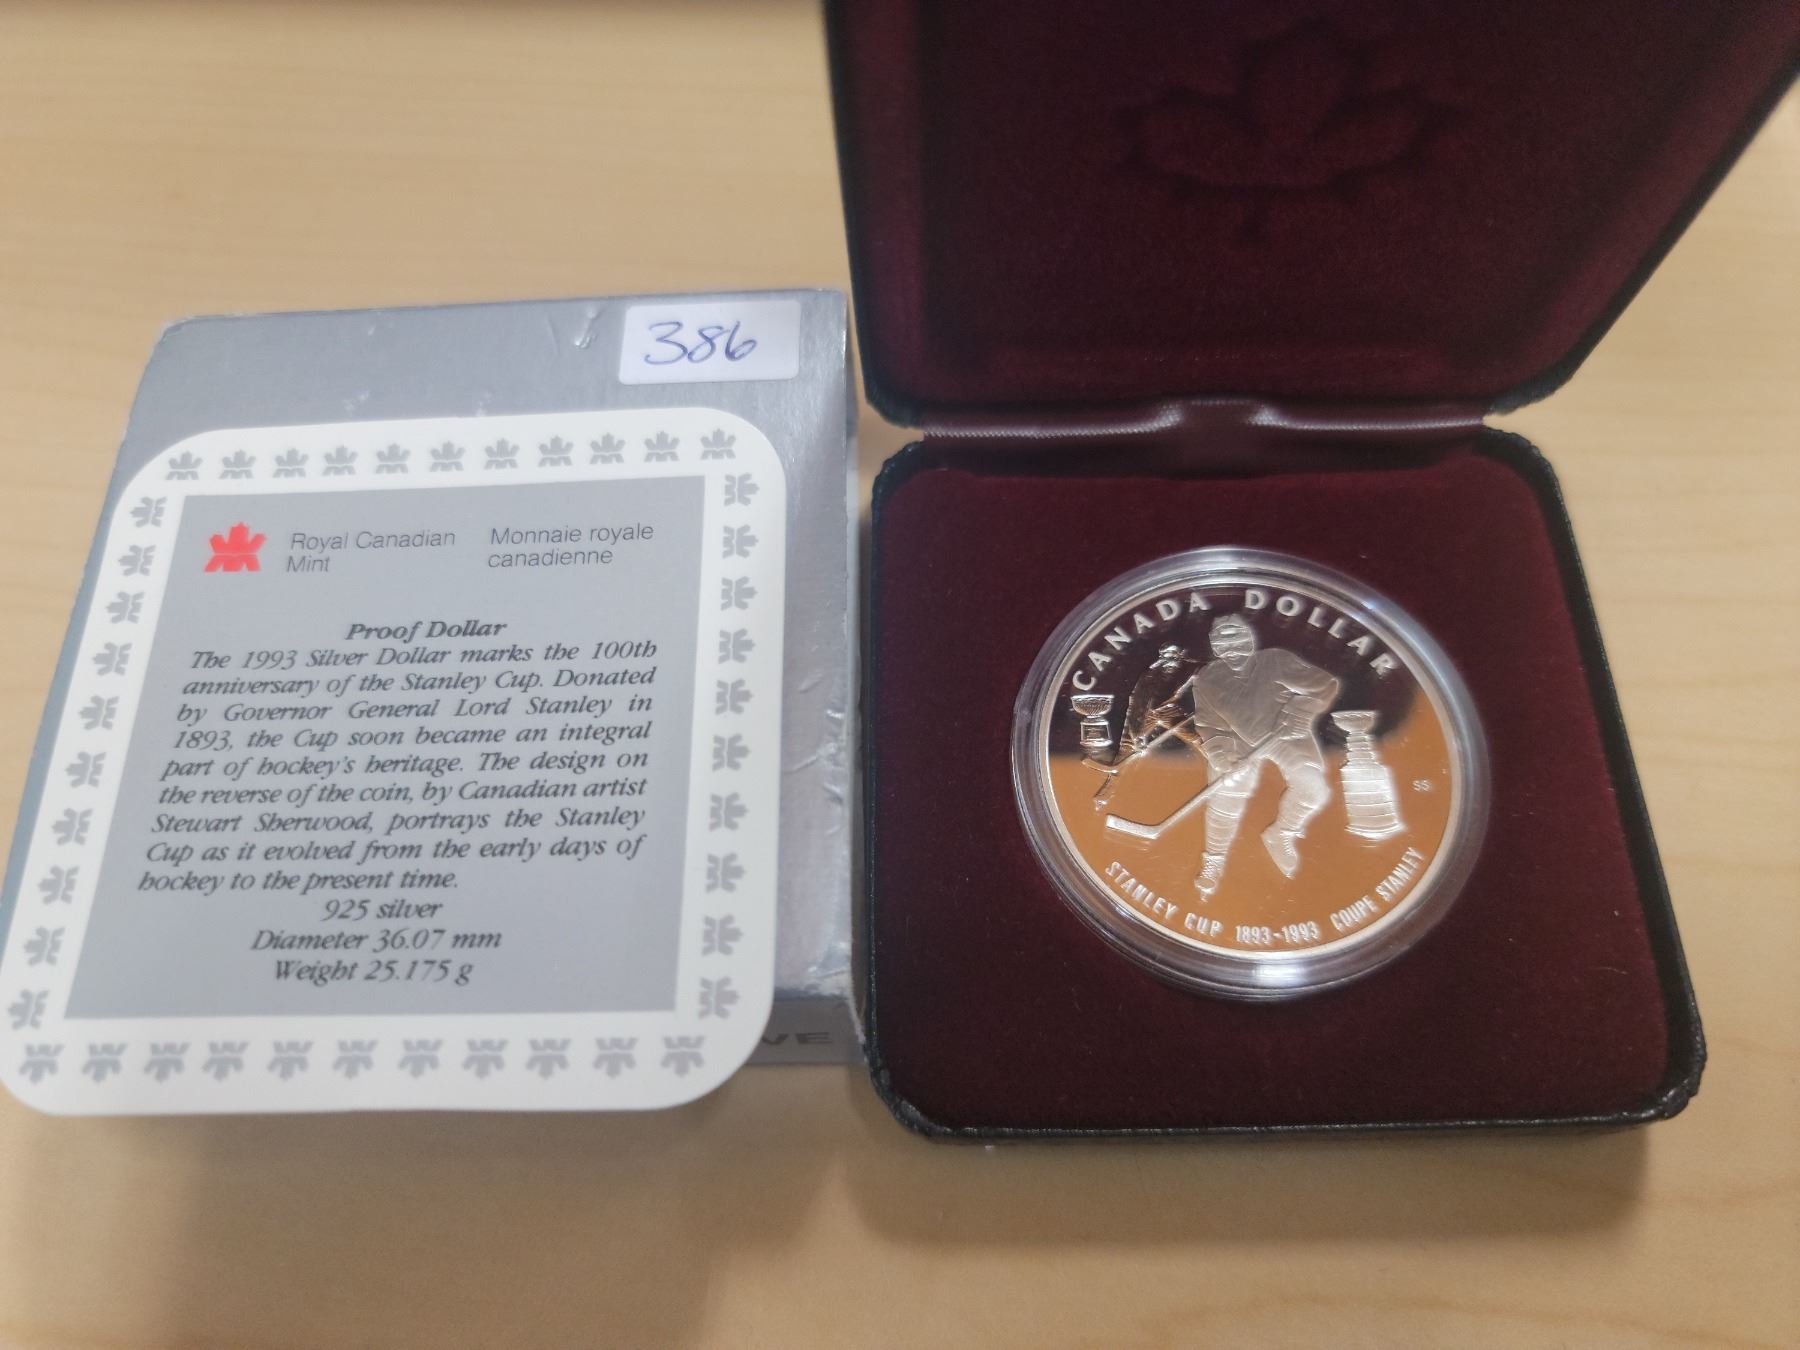 386
Royal Canadian Mint
Monnaie royale canadienne
Proof Dollar
The 1993 Silver Dollar marks the 100th
anniversary of the Stanley Cup. Donated
by Governor General Lord Stanley in
1893, the Cup soon became an integral
part of hockey's heritage. The design on
the reverse of the coin, by Canadian artist
Stewart Sherwood, portrays the Stanley
Cup as it evolved from the early days of
hockey to the present time.
925 silver
Diameter 36.07 mm
Weight 25.175 g
CANADA DOLLAR
SS
STANLEY CUP 1893-1993 COUPE STANLEY